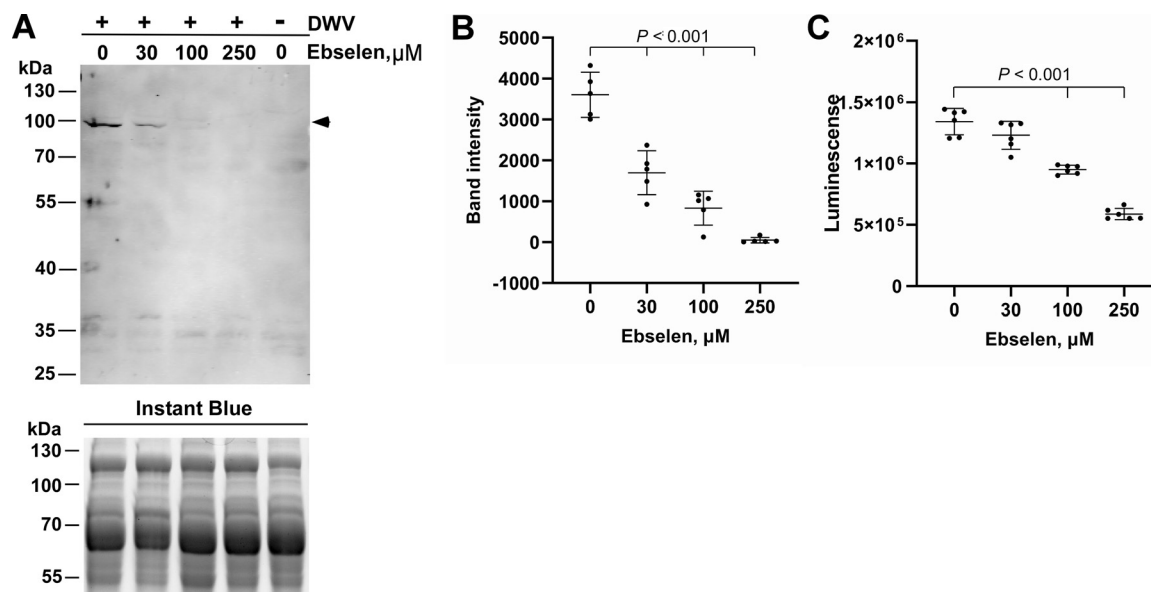 A
+ + + + - DWV
0 30 100 250 0 Ebselen,μM
kDa
130
100
70
55
40
35
25
Instant Blue
kDa
130
100
70
55
B
P < 0.001
Band intensity
5000
4000
3000
2000
1000
0
-1000
0 30 100 250
Ebselen, μM
C
P < 0.001
Luminescense
2×10⁶
1.5×10⁶
1×10⁶
5×10⁵
0
0 30 100 250
Ebselen, μM